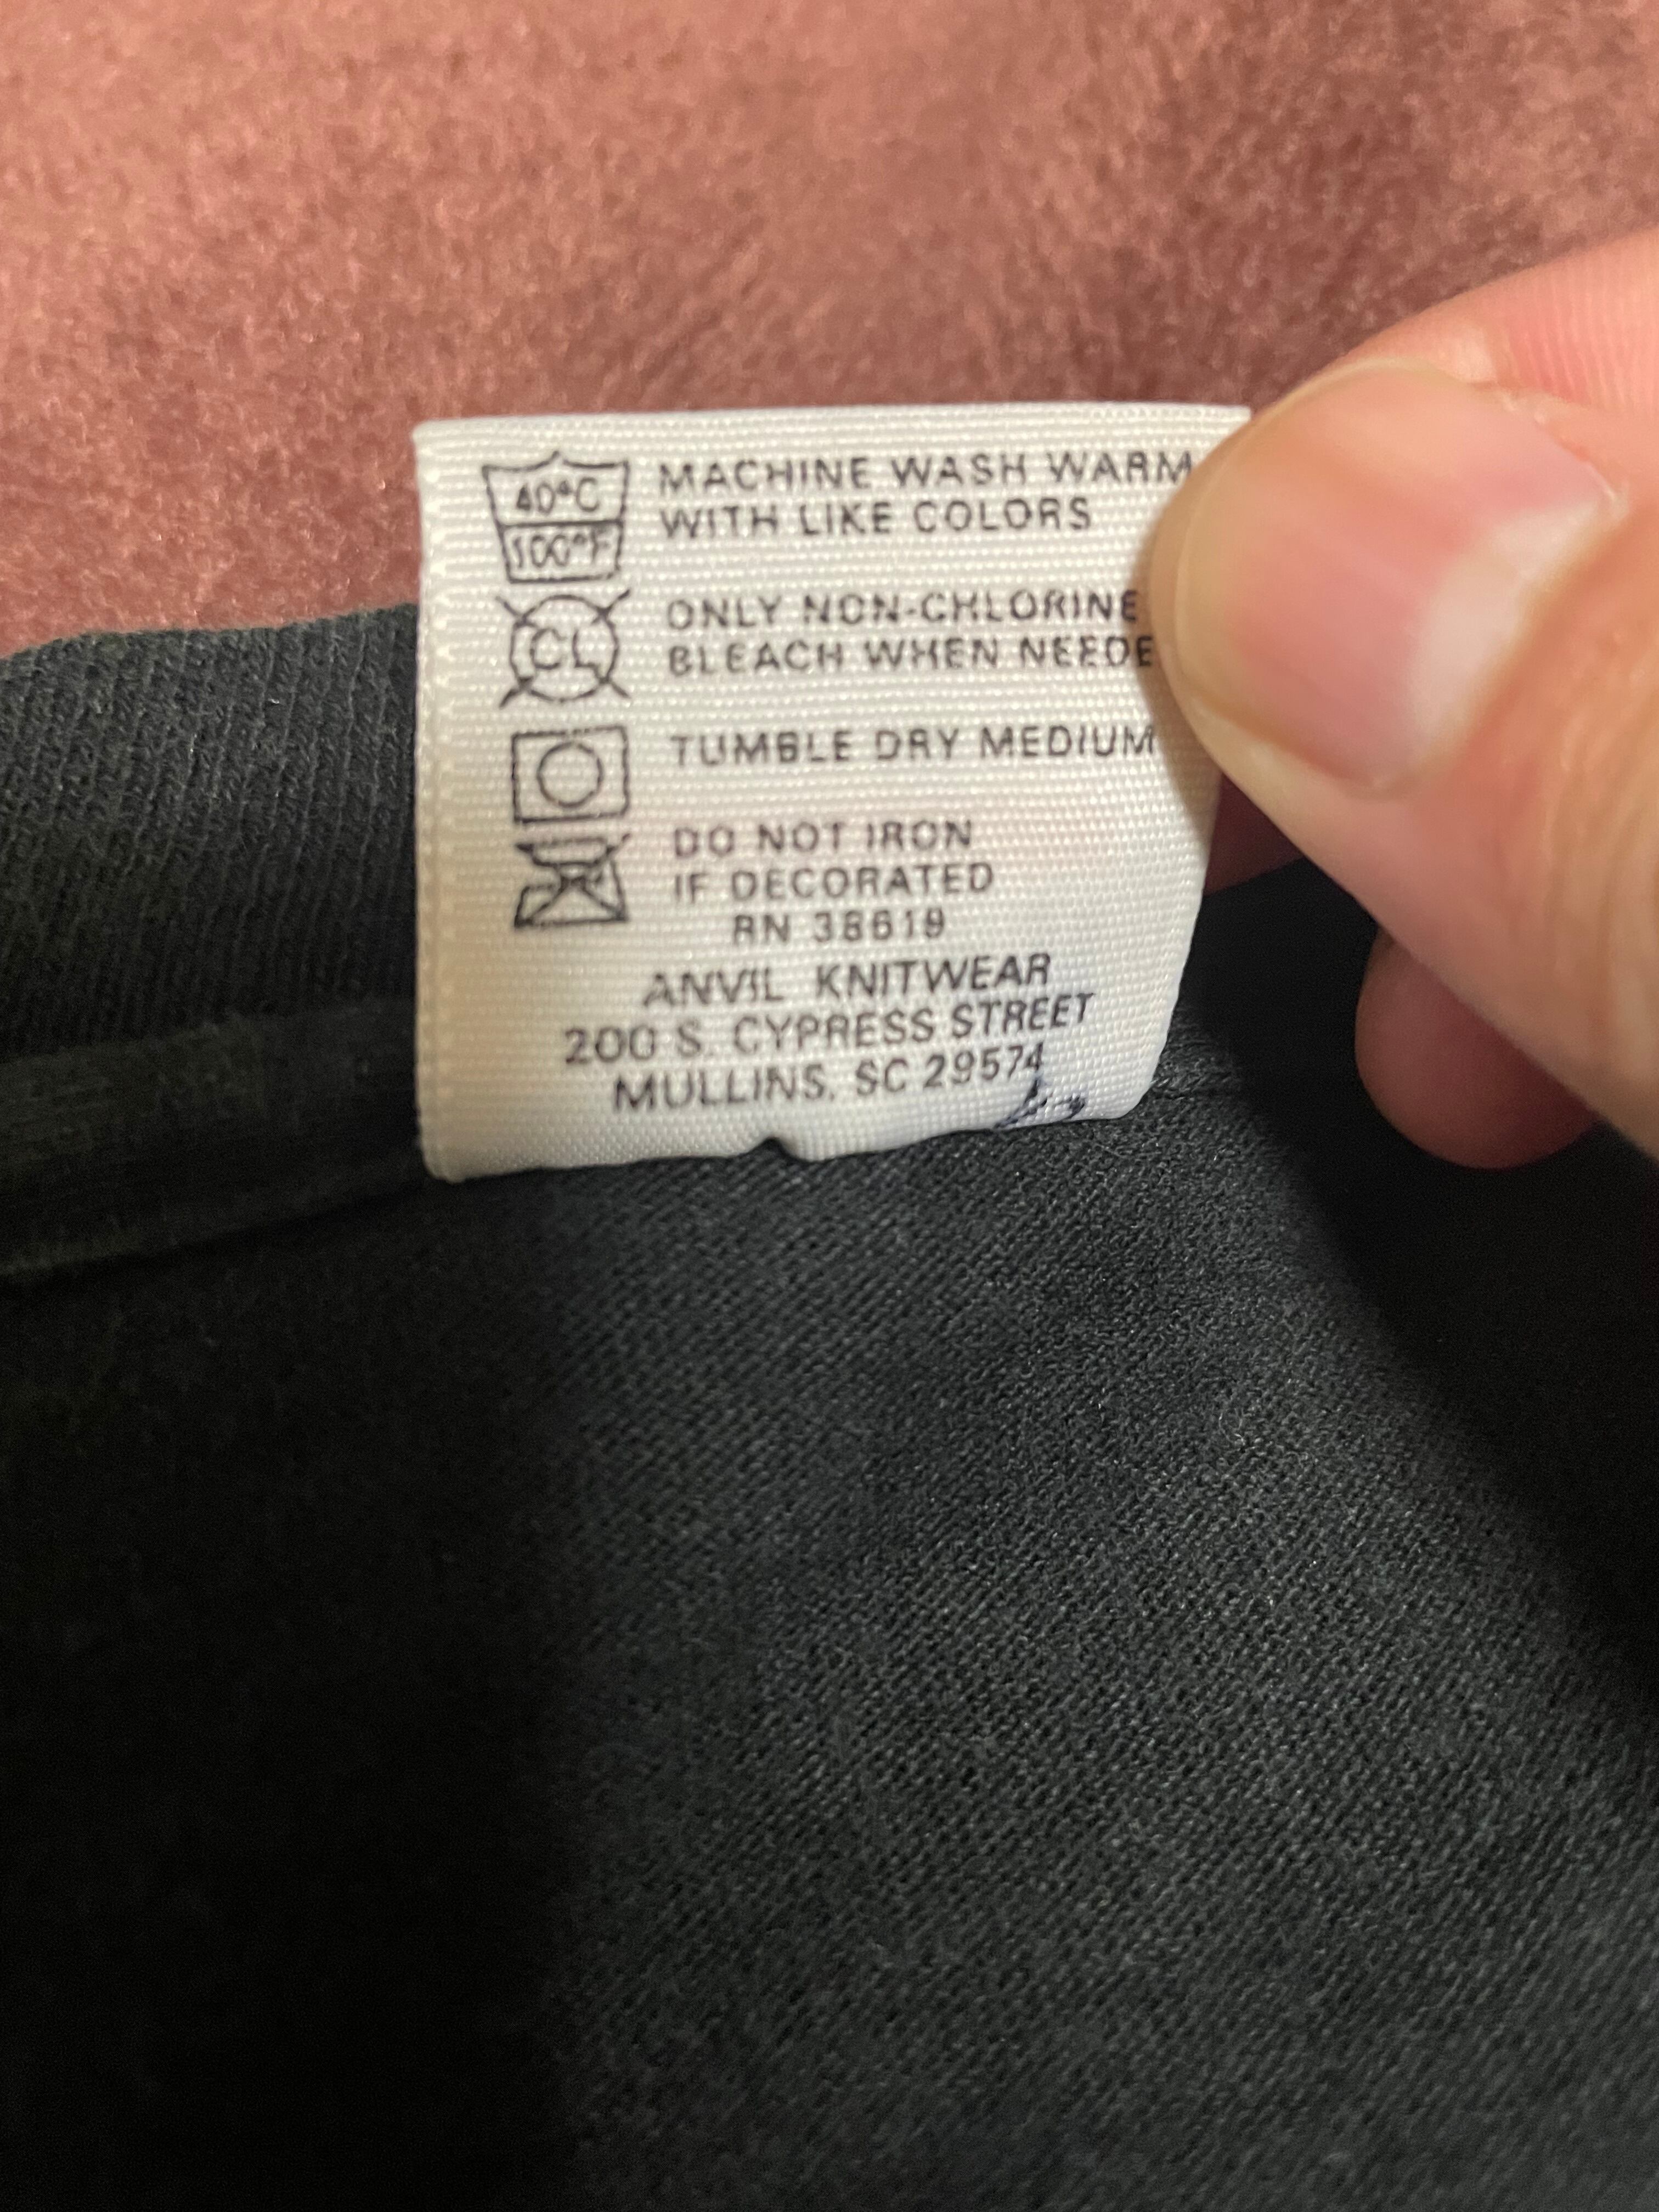 40°C
100°F
MACHINE WASH WARM
WITH LIKE COLORS
CL
ONLY NON-CHLORINE
BLEACH WHEN NEEDE
TUMBLE DRY MEDIUM
DO NOT IRON
IF DECORATED
RN 38619
ANVIL KNITWEAR
200 S. CYPRESS STREET
MULLINS, SC 29574